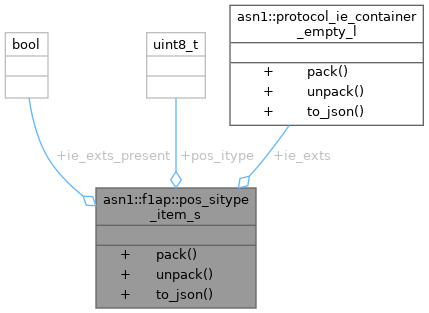 asn1::protocol_ie_container
_empty_l
bool
uint8_t
+ pack()
+ unpack()
+ to_json()
+ie_exts_present
+pos_itype
+ie_exts
asn1::f1ap::pos_sitype
_item_s
+ pack()
+ unpack()
+ to_json()